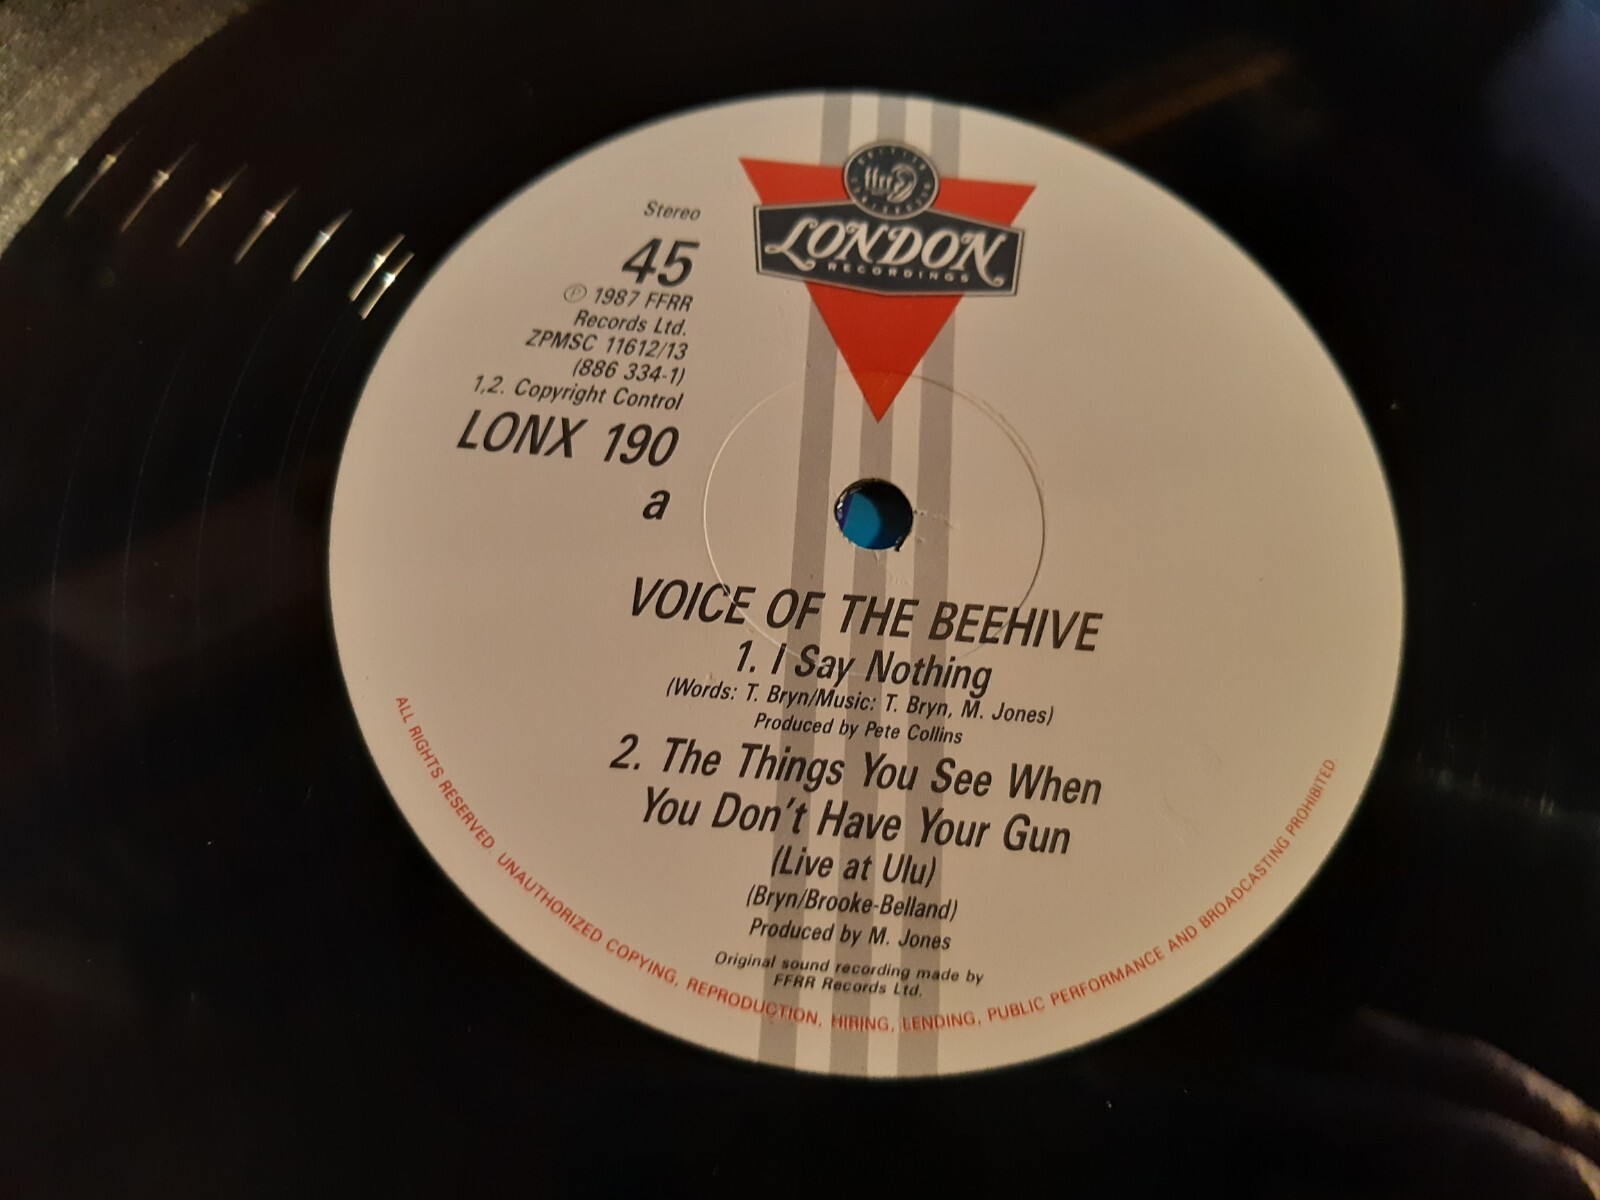 ffrr
LONDON
RECORDINGS
Stereo
45
Ⓟ 1987 FFRR
Records Ltd.
ZPMSC 11612/13
(886 334-1)
1,2. Copyright Control
LONX 190
a
VOICE OF THE BEEHIVE
1. I Say Nothing
(Words: T. Bryn/Music: T. Bryn, M. Jones)
Produced by Pete Collins
2. The Things You See When
You Don't Have Your Gun
(Live at Ulu)
(Bryn/Brooke-Belland)
Produced by M. Jones
Original sound recording made by
FFRR Records Ltd.
ALL RIGHTS RESERVED. UNAUTHORIZED COPYING, REPRODUCTION, HIRING, LENDING, PUBLIC PERFORMANCE AND BROADCASTING PROHIBITED.